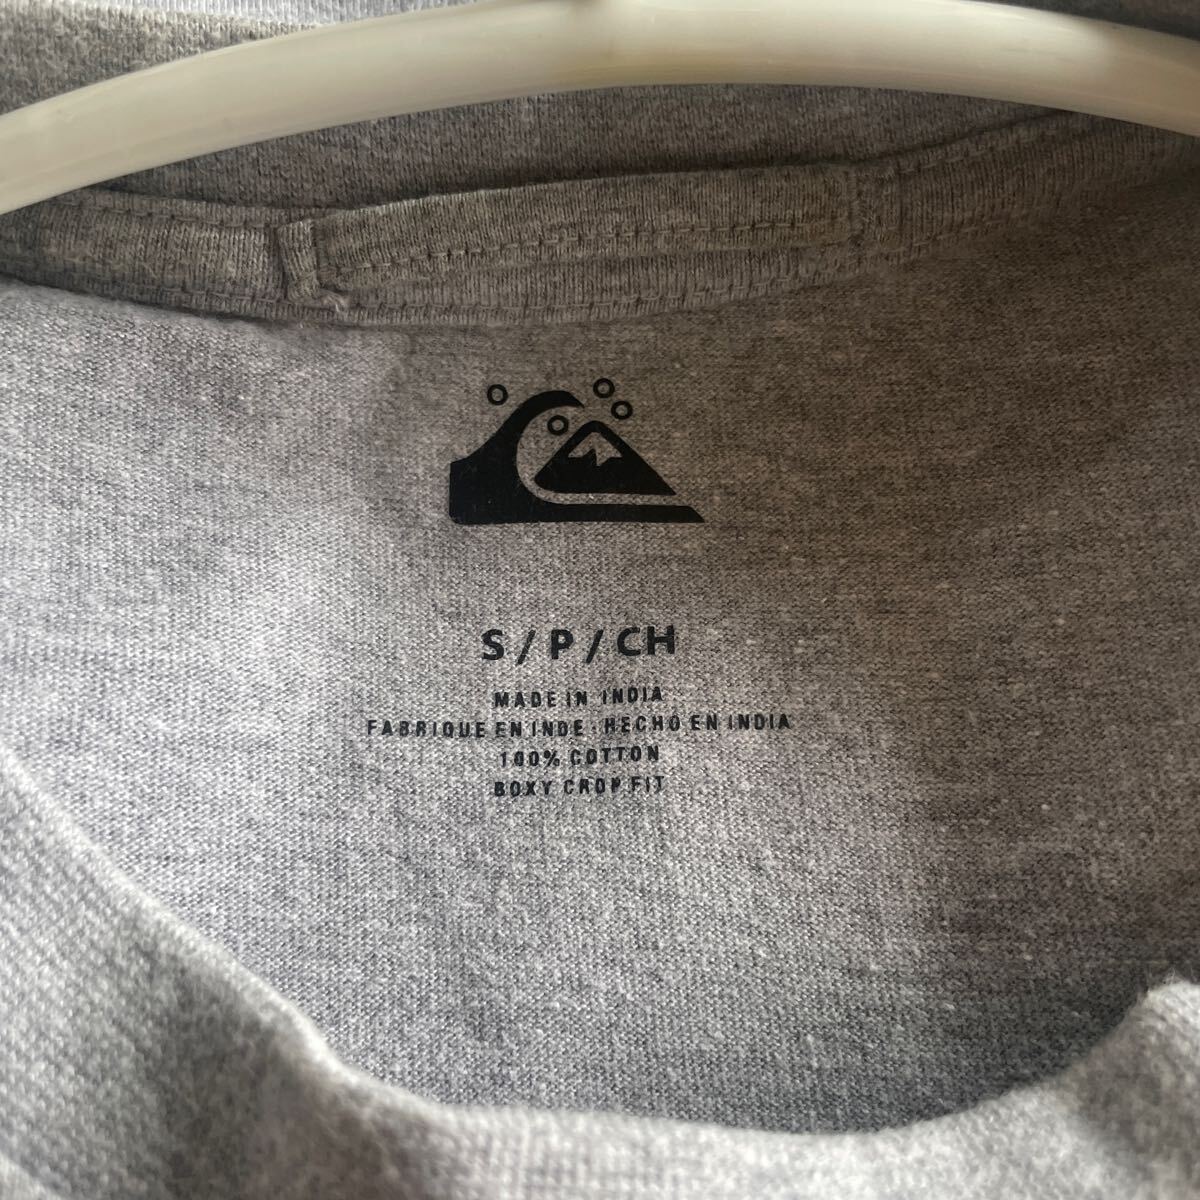 S / P / CH
MADE IN INDIA
FABRIQUE EN INDE · HECHO EN INDIA
100% COTTON
BOXY CROP FIT